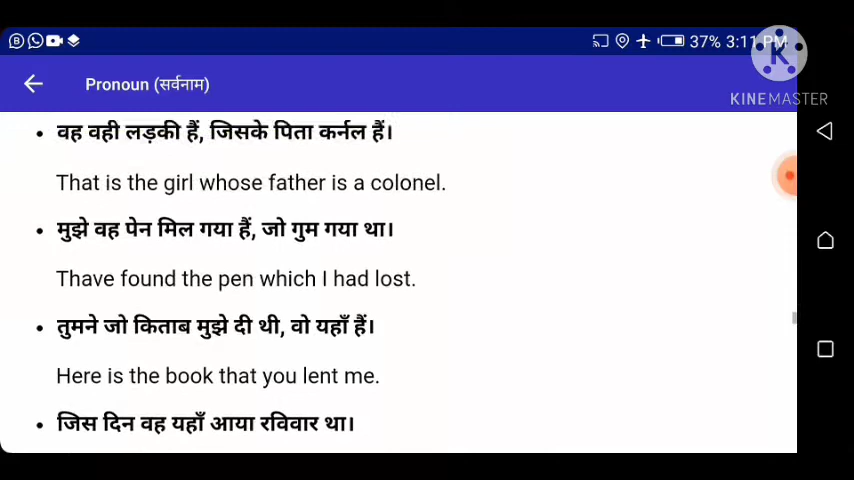 37% 3:11 PM
K
KINEMASTER
Pronoun (सर्वनाम)
• वह वही लड़की हैं, जिसके पिता कर्नल हैं।
That is the girl whose father is a colonel.
• मुझे वह पेन मिल गया हैं, जो गुम गया था।
Thave found the pen which I had lost.
• तुमने जो किताब मुझे दी थी, वो यहाँ हैं।
Here is the book that you lent me.
• जिस दिन वह यहाँ आया रविवार था।